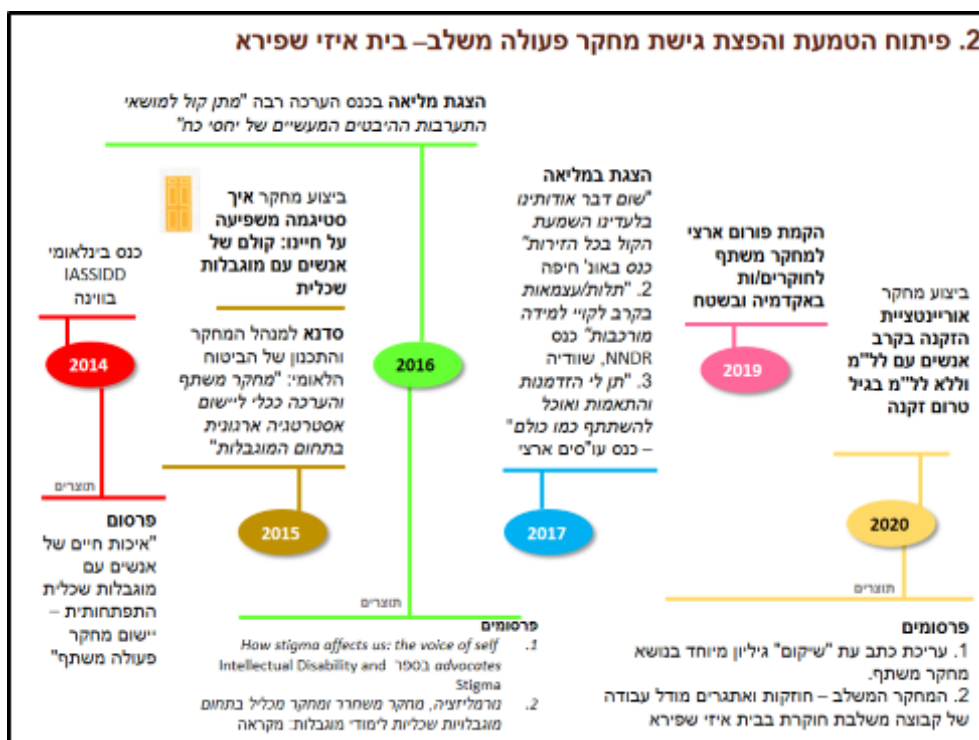 2. פיתוח הטמעת והפצת גישת מחקר פעולה משלב– בית איזי שפירא
הצגת מליאה בכנס הערכה רבה "מתן קול למושאי
התערבות ההיבטים המעשיים של יחסי כח"
כנס בינלאומי
IASSIDD
בווינה
2014
תוצרים
פרסום
"איכות חיים של
אנשים עם
מוגבלות שכלית
התפתחותית –
יישום מחקר
פעולה משתף"
ביצוע מחקר איך
סטיגמה משפיעה
על חיינו: קולם של
אנשים עם מוגבלות
שכלית
סדנא למנהל המחקר
והתכנון של הביטוח
הלאומי: "מחקר משתף
והערכה ככלי ליישום
אסטרטגיה ארגונית
בתחום המוגבלות"
2015
2016
תוצרים
פרסומים
1. How stigma affects us: the voice of self
advocates בספר Intellectual Disability and
Stigma
2. נורמליזציה, מחקר משחרר ומחקר מכליל בתחום
מוגבלויות שכליות לימודי מוגבלות: מקראה
הצגת במליאה
"שום דבר אודותינו
בלעדינו השמעת
הקול בכל הזירות"
כנס באונ' חיפה
2. "תלות/עצמאות
בקרב לקויי למידה
מורכבות" כנס
NNDR, שוודיה
3. "תן לי הזדמנות
והתאמות ואוכל
להשתתף כמו כולם"
– כנס עו"סים ארצי
2017
הקמת פורום ארצי
למחקר משתף
לחוקרים/ות
באקדמיה ובשטח
2019
ביצוע מחקר
אוריינטציית
הזקנה בקרב
אנשים עם לל"מ
וללא לל"מ בגיל
טרום זקנה
2020
תוצרים
פרסומים
1. עריכת כתב עת "שיקום" גיליון מיוחד בנושא
מחקר משתף.
2. המחקר המשלב – חוזקות ואתגרים מודל עבודה
של קבוצה משלבת חוקרת בבית איזי שפירא